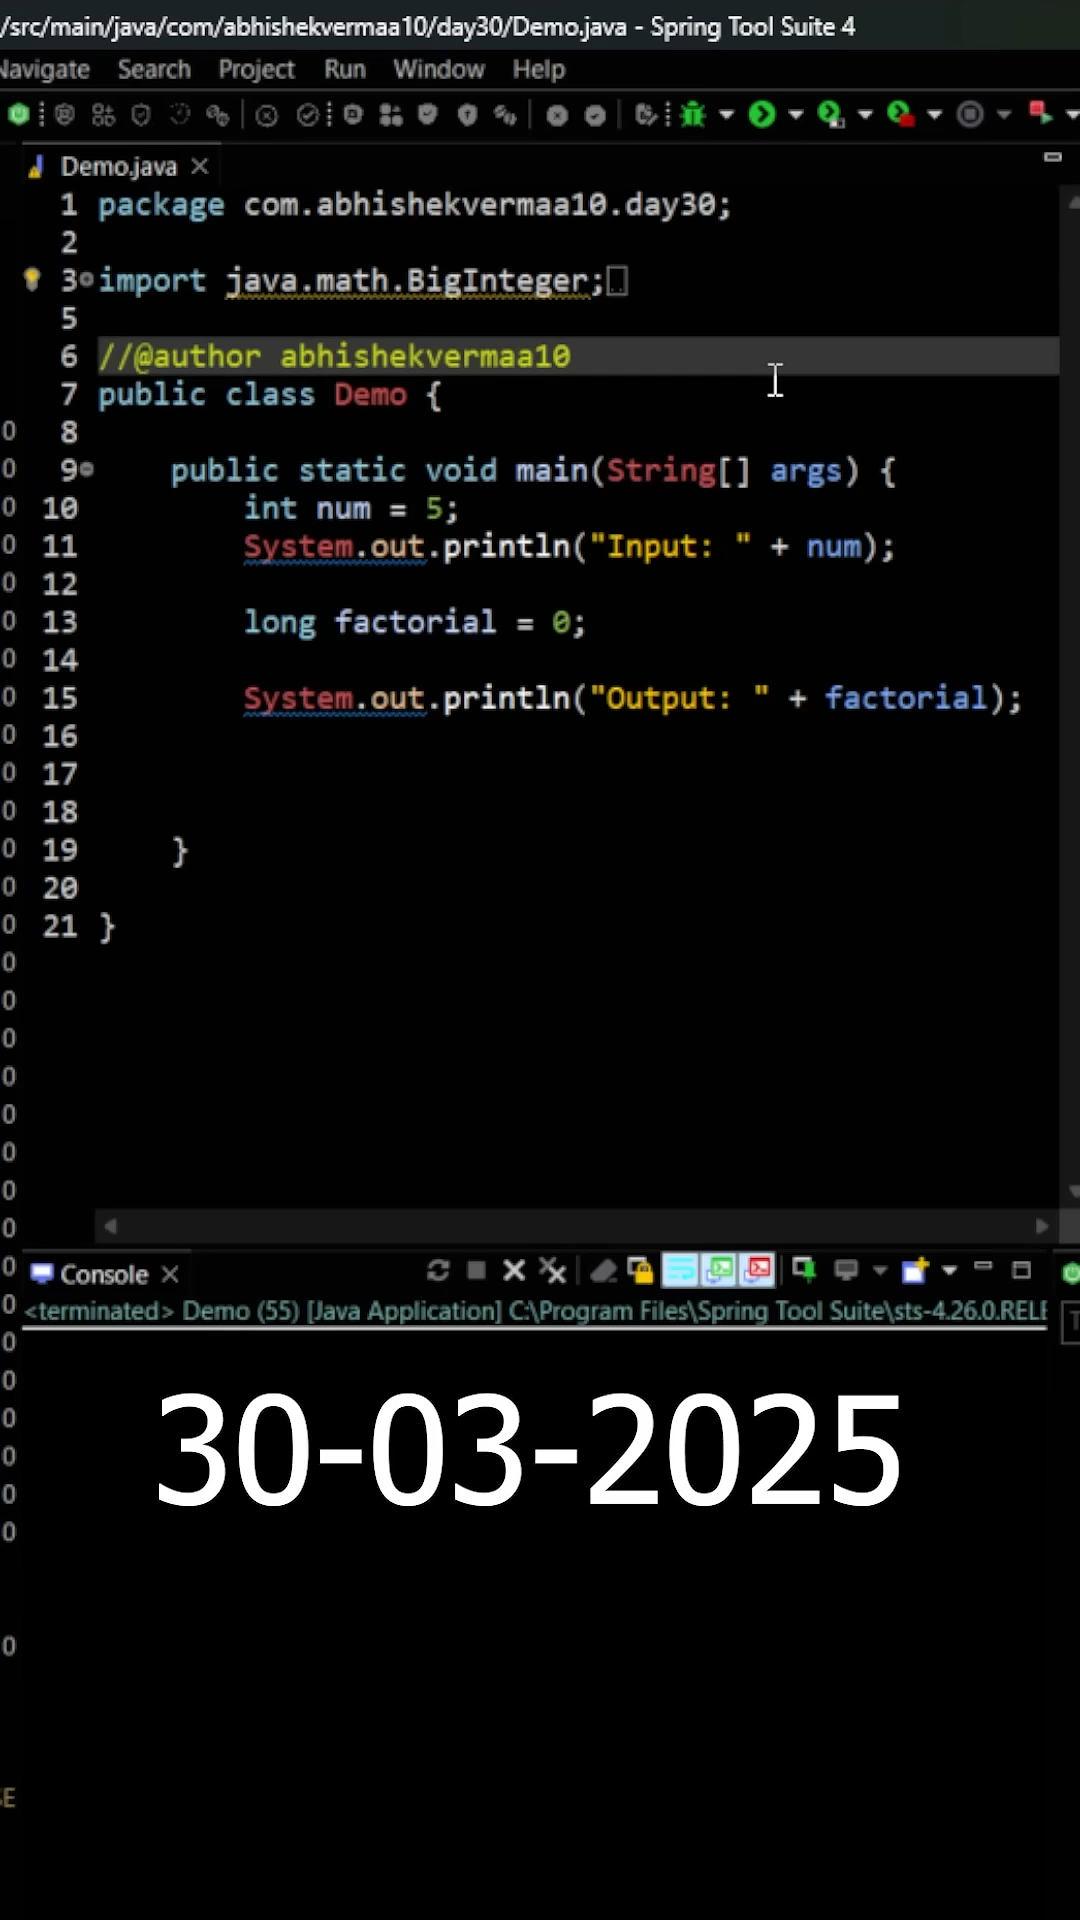 /src/main/java/com/abhishekvermaa10/day30/Demo.java - Spring Tool Suite 4
Navigate Search Project Run Window Help
Demo.java
1 package com.abhishekvermaa10.day30;
2
3 import java.math.BigInteger;
5
6 //@author abhishekvermaa10
7 public class Demo {
8
9 public static void main(String[] args) {
10 int num = 5;
11 System.out.println("Input: " + num);
12
13 long factorial = 0;
14
15 System.out.println("Output: " + factorial);
16
17
18
19 }
20
21 }
Console
<terminated> Demo (55) [Java Application] C:\Program Files\Spring Tool Suite\sts-4.26.0.RELE
30-03-2025